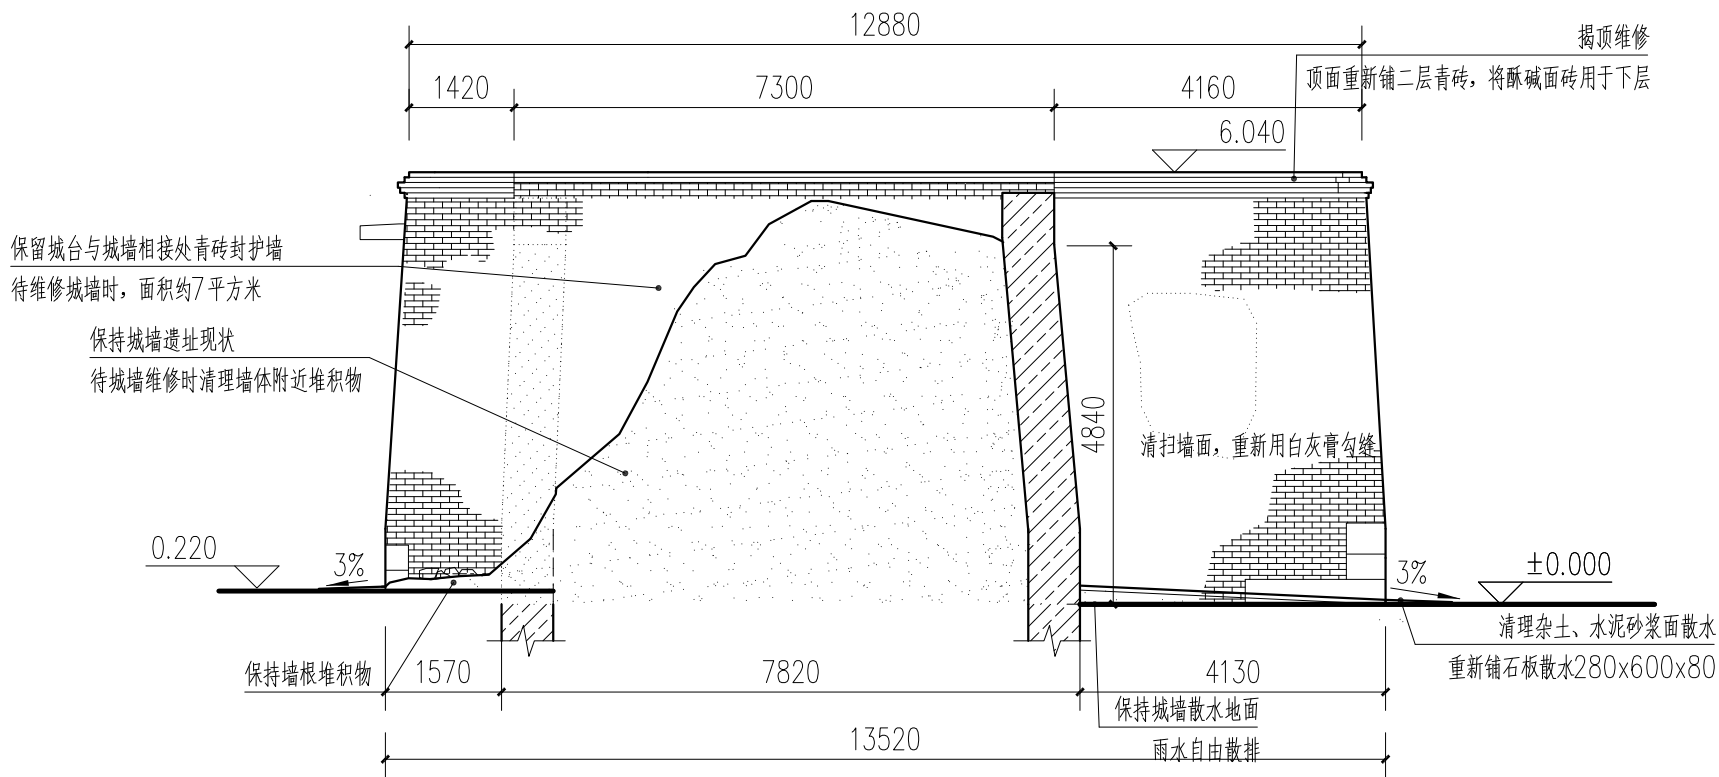 12880
揭顶维修
顶面重新铺二层青砖，将酥碱面砖用于下层
1420
7300
4160
6.040
保留城台与城墙相接处青砖封护墙
待维修城墙时，面积约7平方米
保持城墙遗址现状
待城墙维修时清理墙体附近堆积物
4840
清扫墙面，重新用白灰膏勾缝
0.220
3%
3%
±0.000
清理杂土、水泥砂浆面散水
重新铺石板散水280x600x80
保持墙根堆积物
1570
7820
4130
保持城墙散水地面
雨水自由散排
13520